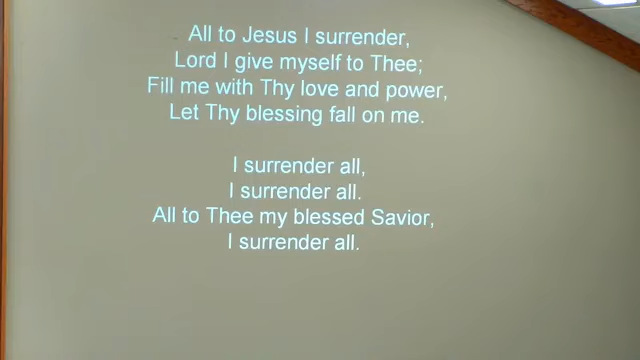 All to Jesus I surrender,
Lord I give myself to Thee;
Fill me with Thy love and power,
Let Thy blessing fall on me.
I surrender all,
I surrender all.
All to Thee my blessed Savior,
I surrender all.